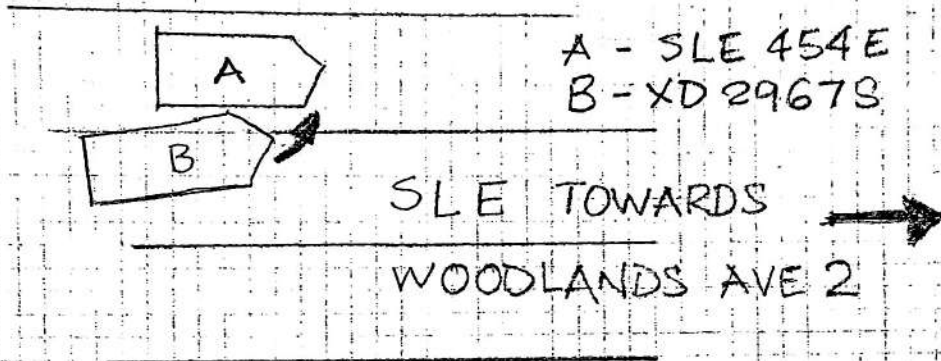 A
A - SLE 454E
B - XD 2967S
B
SLE TOWARDS
WOODLANDS AVE 2